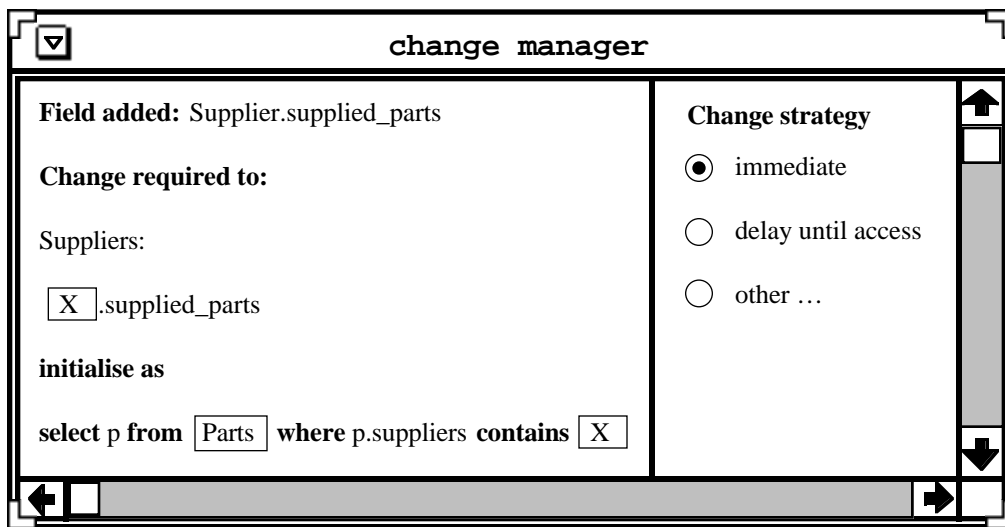 change manager
Field added: Supplier.supplied_parts
Change required to:
Suppliers:
X .supplied_parts
initialise as
select p from Parts where p.suppliers contains X
Change strategy
immediate
delay until access
other …